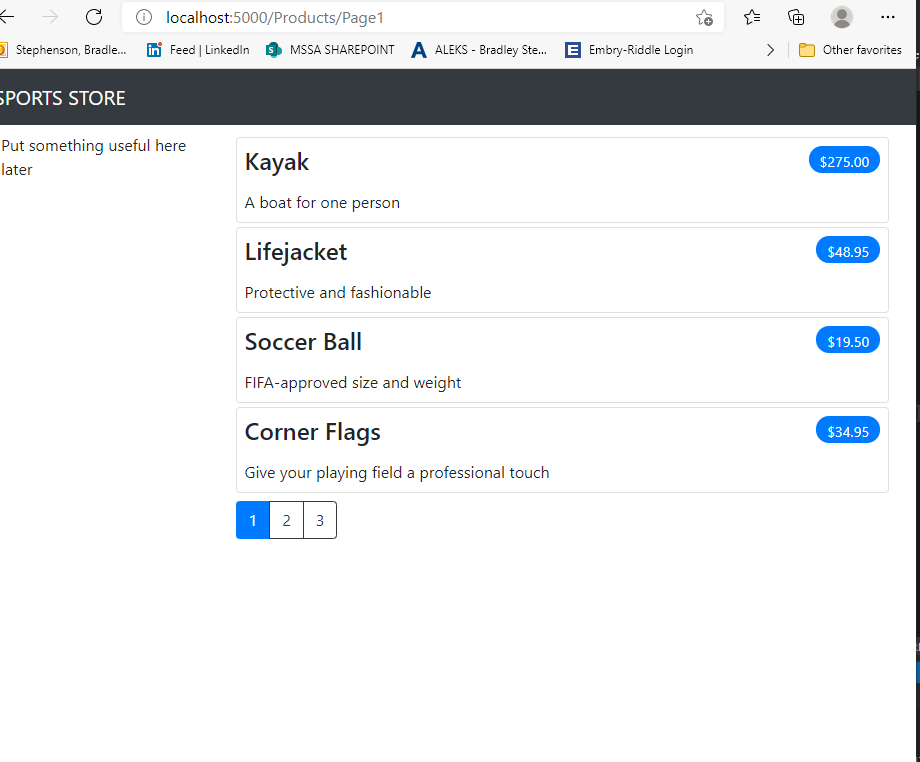 localhost:5000/Products/Page1
Stephenson, Bradle... Feed | LinkedIn MSSA SHAREPOINT ALEKS - Bradley Ste... Embry-Riddle Login Other favorites
SPORTS STORE
Put something useful here
later
Kayak $275.00
A boat for one person
Lifejacket $48.95
Protective and fashionable
Soccer Ball $19.50
FIFA-approved size and weight
Corner Flags $34.95
Give your playing field a professional touch
1 2 3